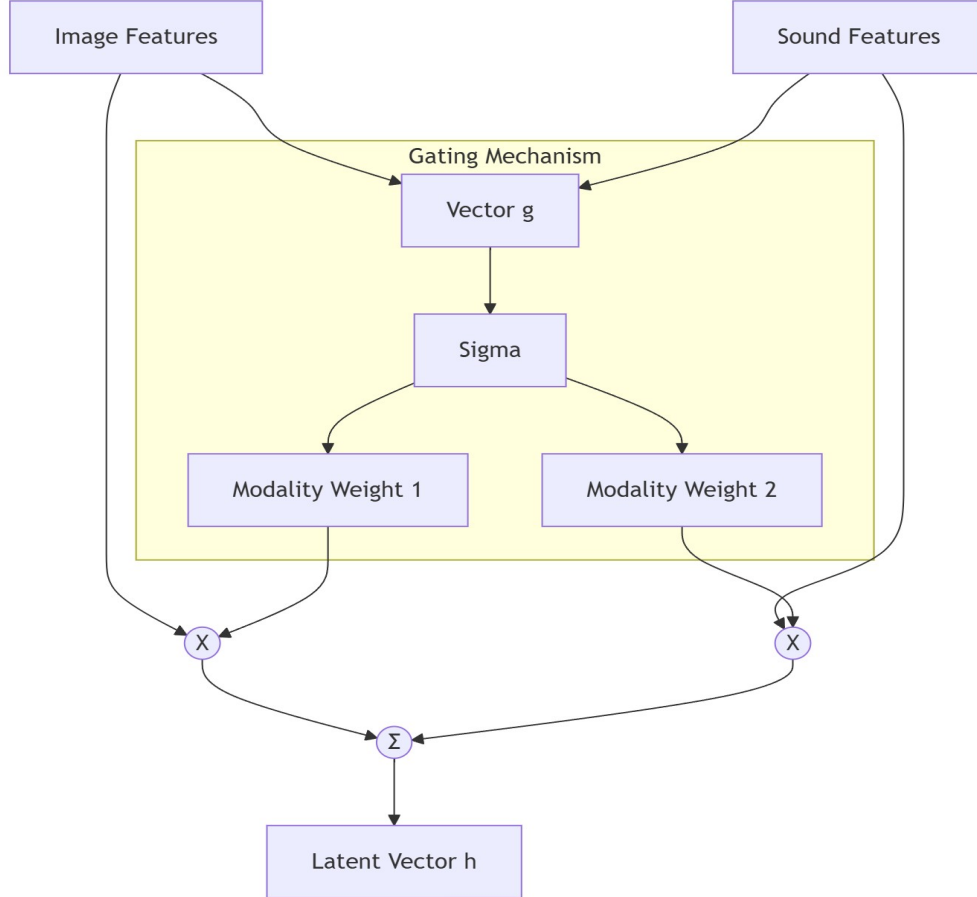 Image Features
Sound Features
Gating Mechanism
Vector g
Sigma
Modality Weight 1
Modality Weight 2
X
X
Σ
Latent Vector h